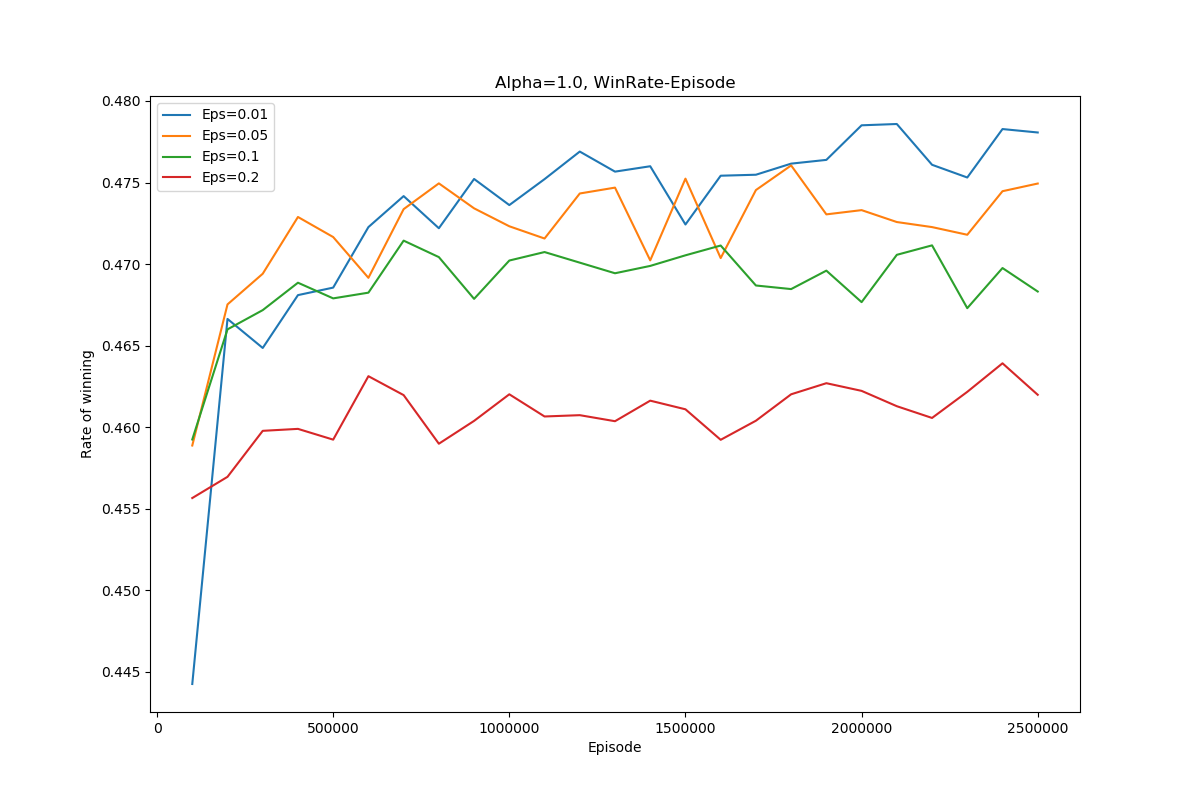 Alpha=1.0, WinRate-Episode
Eps=0.01
Eps=0.05
Eps=0.1
Eps=0.2
Rate of winning
0.480
0.475
0.470
0.465
0.460
0.455
0.450
0.445
0
500000
1000000
1500000
2000000
2500000
Episode